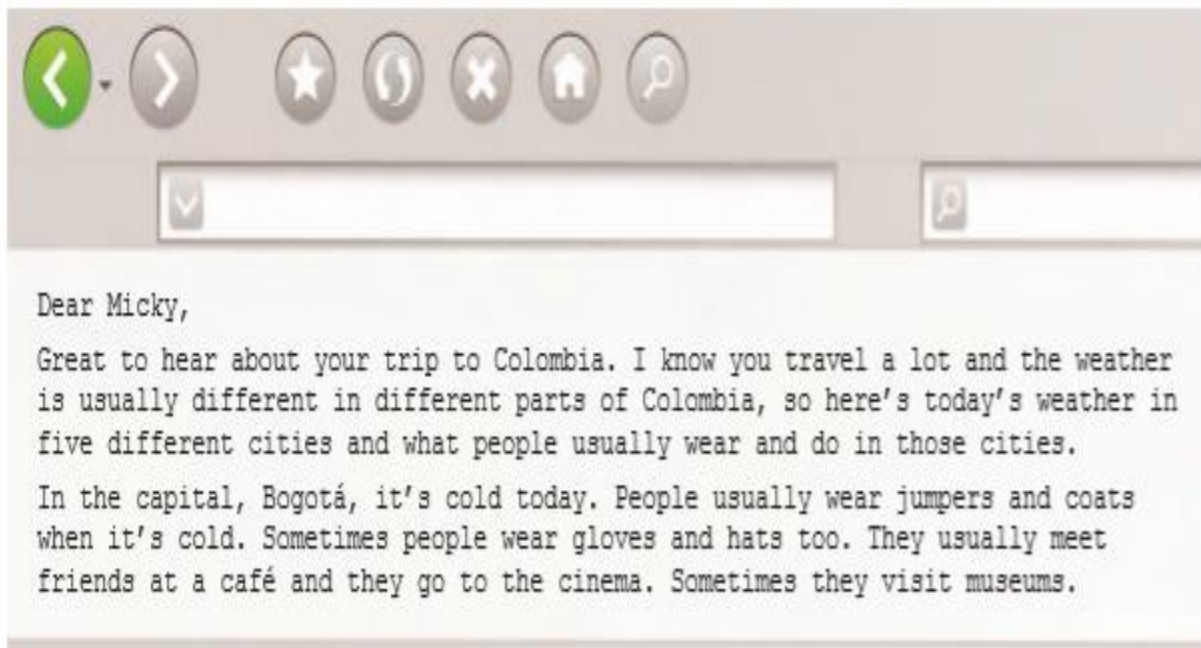 Dear Micky,
Great to hear about your trip to Colombia. I know you travel a lot and the weather
is usually different in different parts of Colombia, so here's today's weather in
five different cities and what people usually wear and do in those cities.
In the capital, Bogotá, it's cold today. People usually wear jumpers and coats
when it's cold. Sometimes people wear gloves and hats too. They usually meet
friends at a café and they go to the cinema. Sometimes they visit museums.